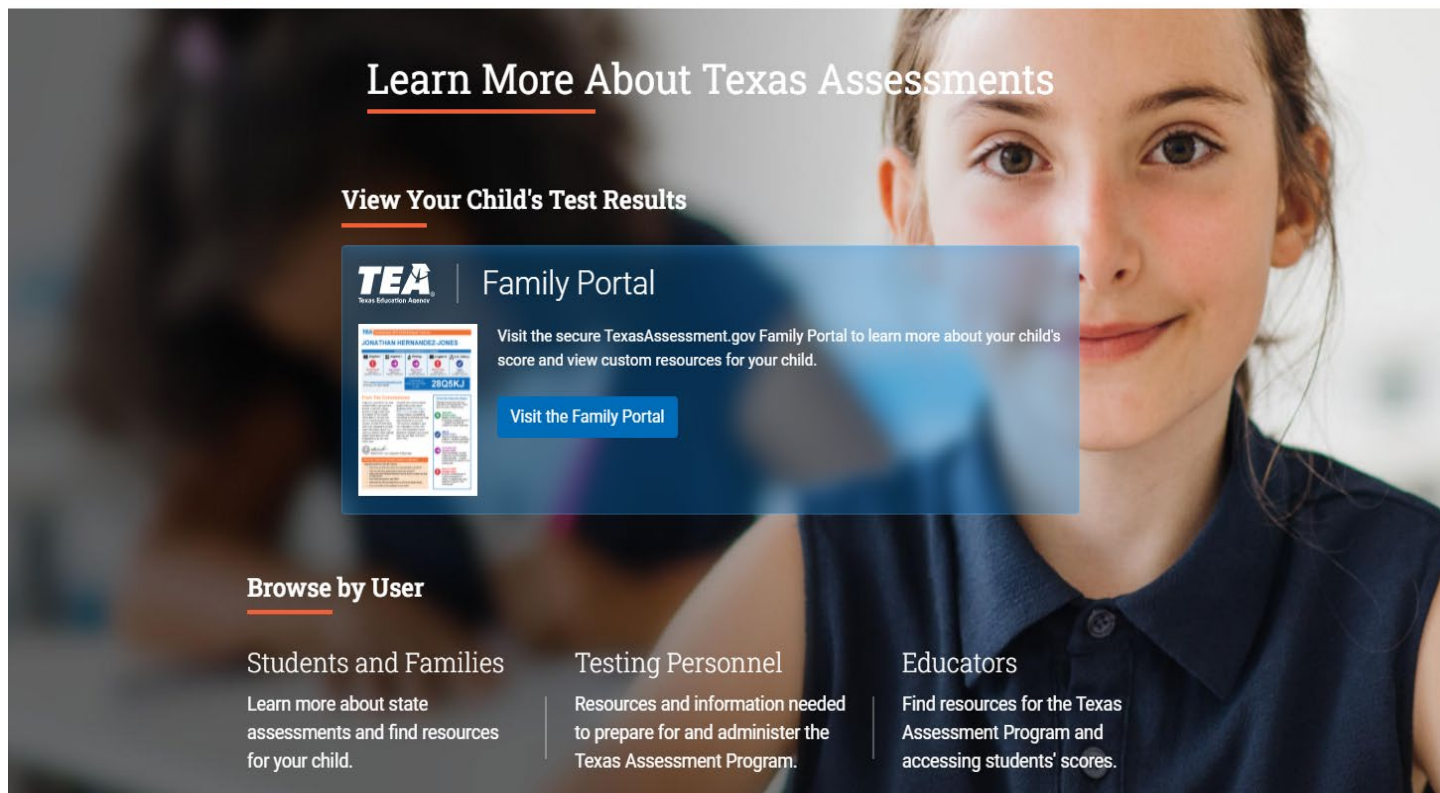 Learn More About Texas Assessments
View Your Child's Test Results
TEA
Texas Education Agency
Family Portal
JONATHAN HERNANDEZ-JONES
28Q5KJ
Visit the secure TexasAssessment.gov Family Portal to learn more about your child's
score and view custom resources for your child.
Visit the Family Portal
Browse by User
Students and Families
Learn more about state
assessments and find resources
for your child.
Testing Personnel
Resources and information needed
to prepare for and administer the
Texas Assessment Program.
Educators
Find resources for the Texas
Assessment Program and
accessing students' scores.